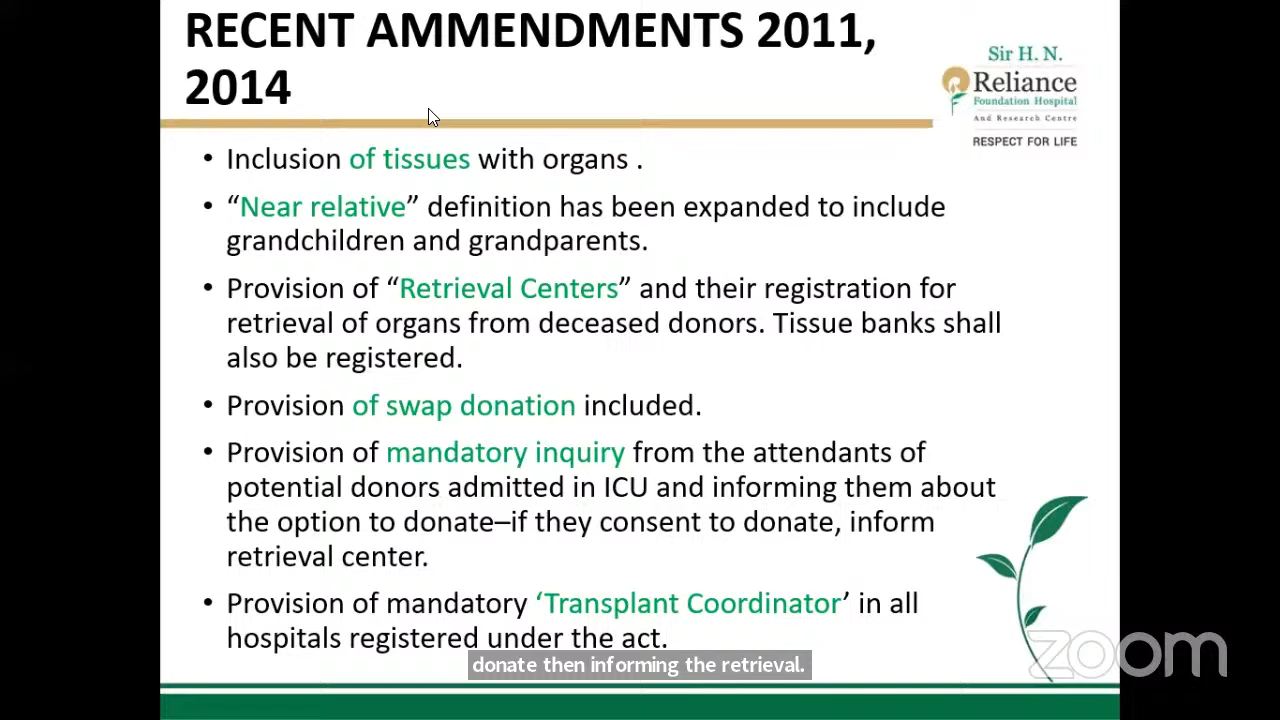 RECENT AMMENDMENTS 2011,
2014
Sir H. N.
Reliance
Foundation Hospital
And Research Centre
RESPECT FOR LIFE
• Inclusion of tissues with organs .
• “Near relative” definition has been expanded to include
grandchildren and grandparents.
• Provision of “Retrieval Centers” and their registration for
retrieval of organs from deceased donors. Tissue banks shall
also be registered.
• Provision of swap donation included.
• Provision of mandatory inquiry from the attendants of
potential donors admitted in ICU and informing them about
the option to donate–if they consent to donate, inform
retrieval center.
• Provision of mandatory ‘Transplant Coordinator’ in all
hospitals registered under the act.
donate then informing the retrieval.
zoom